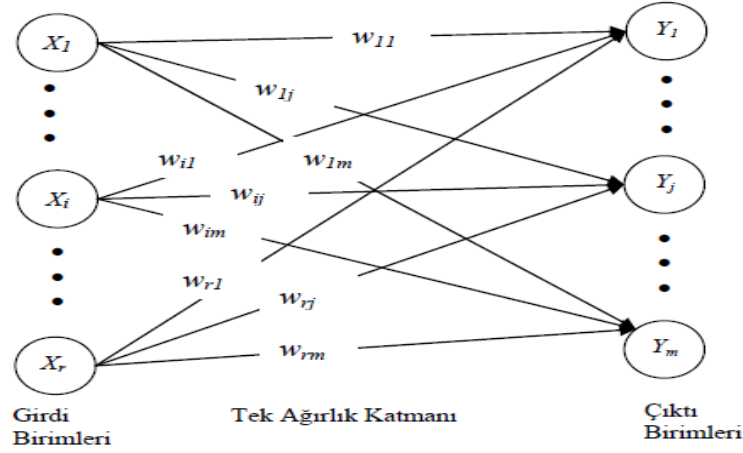 X1
w11
Y1
w1j
wi1
w1m
Xi
wij
Yj
wim
wr1
wrj
Xr
wrm
Ym
Girdi
Birimleri
Tek Ağırlık Katmanı
Çıktı
Birimleri